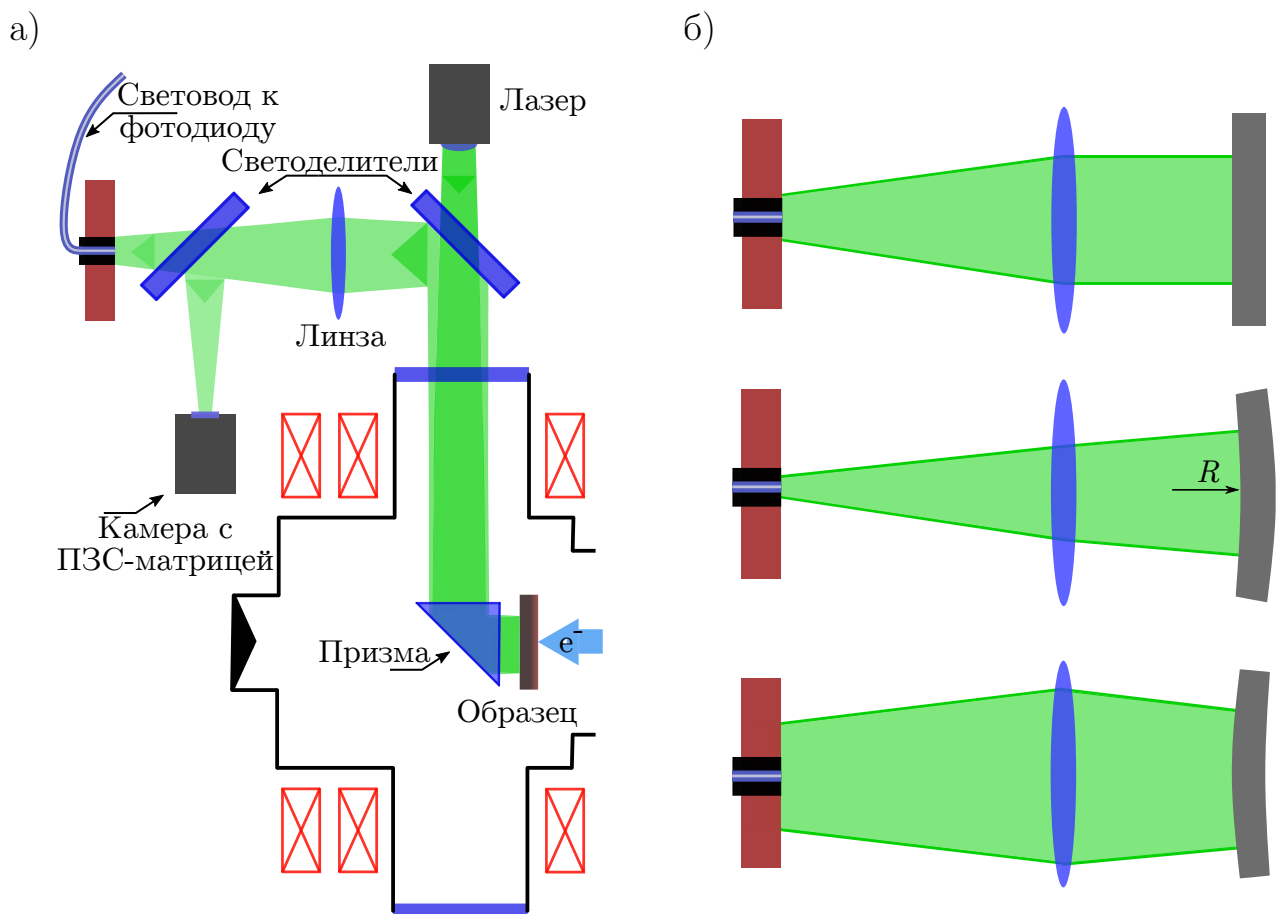 а)
Световод к
фотодиоду
Светоделители
Лазер
Линза
Камера с
ПЗС-матрицей
Призма
e-
Образец
б)
R